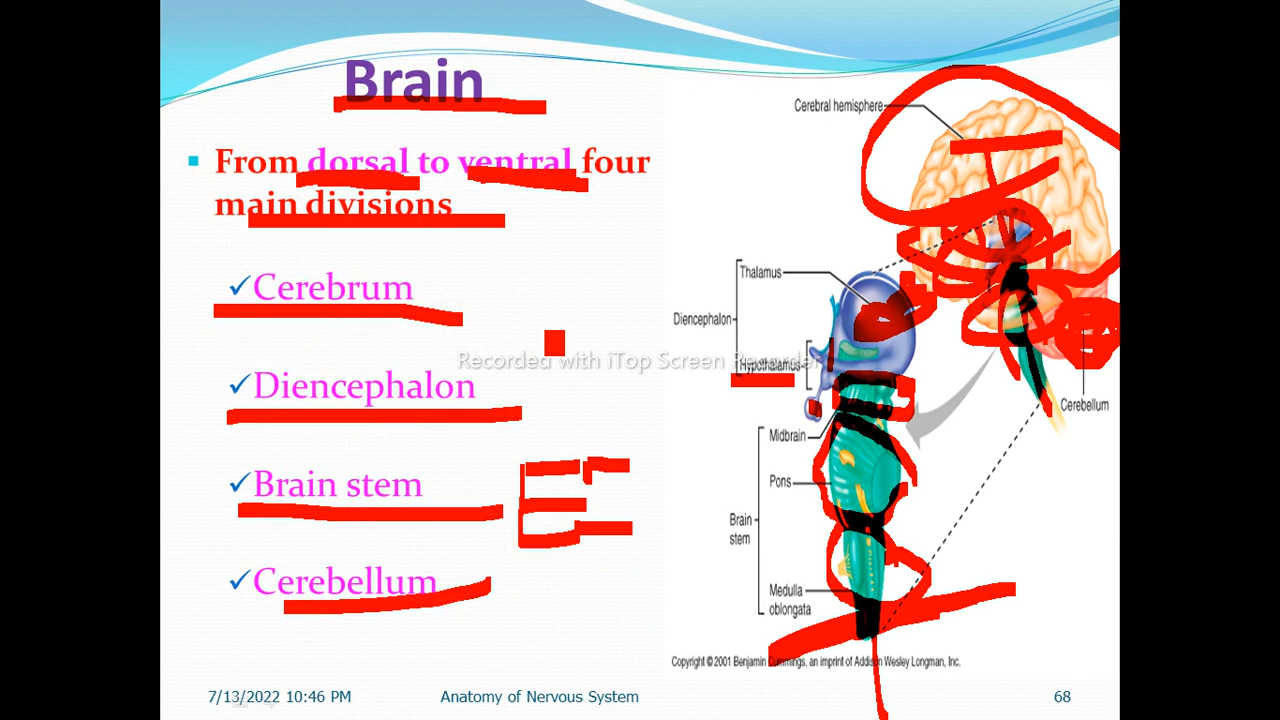 Brain
From dorsal to ventral four
main divisions
Cerebrum
Diencephalon
Brain stem
Cerebellum
Cerebral hemisphere
Thalamus
Diencephalon
Hypothalamus
Cerebellum
Midbrain
Pons
Brain
stem
Medulla
oblongata
Recorded with iTop Screen Recorder
Copyright © 2001 Benjamin Cummings, an imprint of Addison Wesley Longman, Inc.
7/13/2022 10:46 PM
Anatomy of Nervous System
68